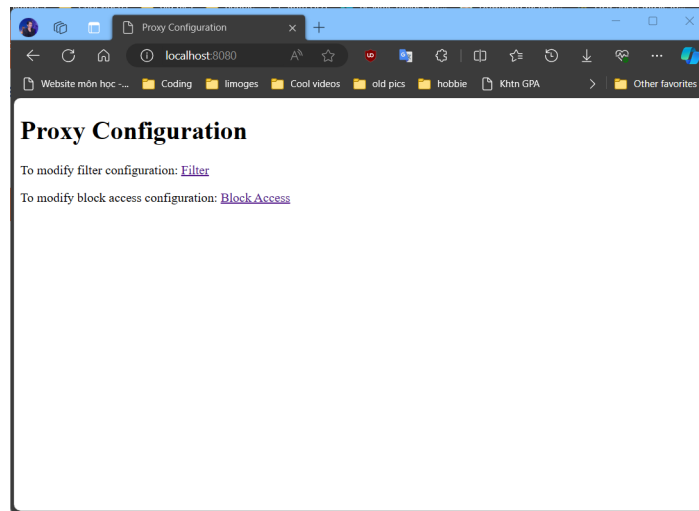 Proxy Configuration
localhost:8080
Website môn học -...
Coding
limoges
Cool videos
old pics
hobbie
Khtn GPA
Other favorites
Proxy Configuration
To modify filter configuration: Filter
To modify block access configuration: Block Access